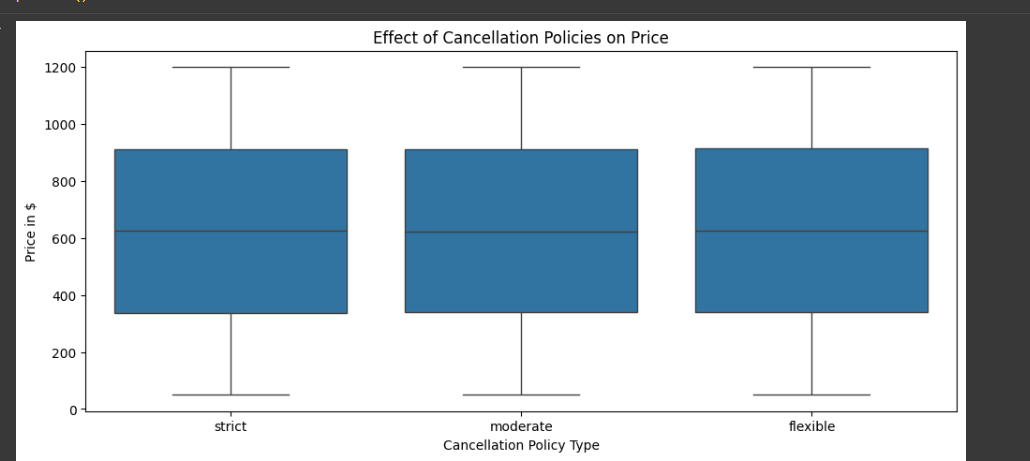 Effect of Cancellation Policies on Price
Price in $
1200
1000
800
600
400
200
0
strict moderate flexible
Cancellation Policy Type